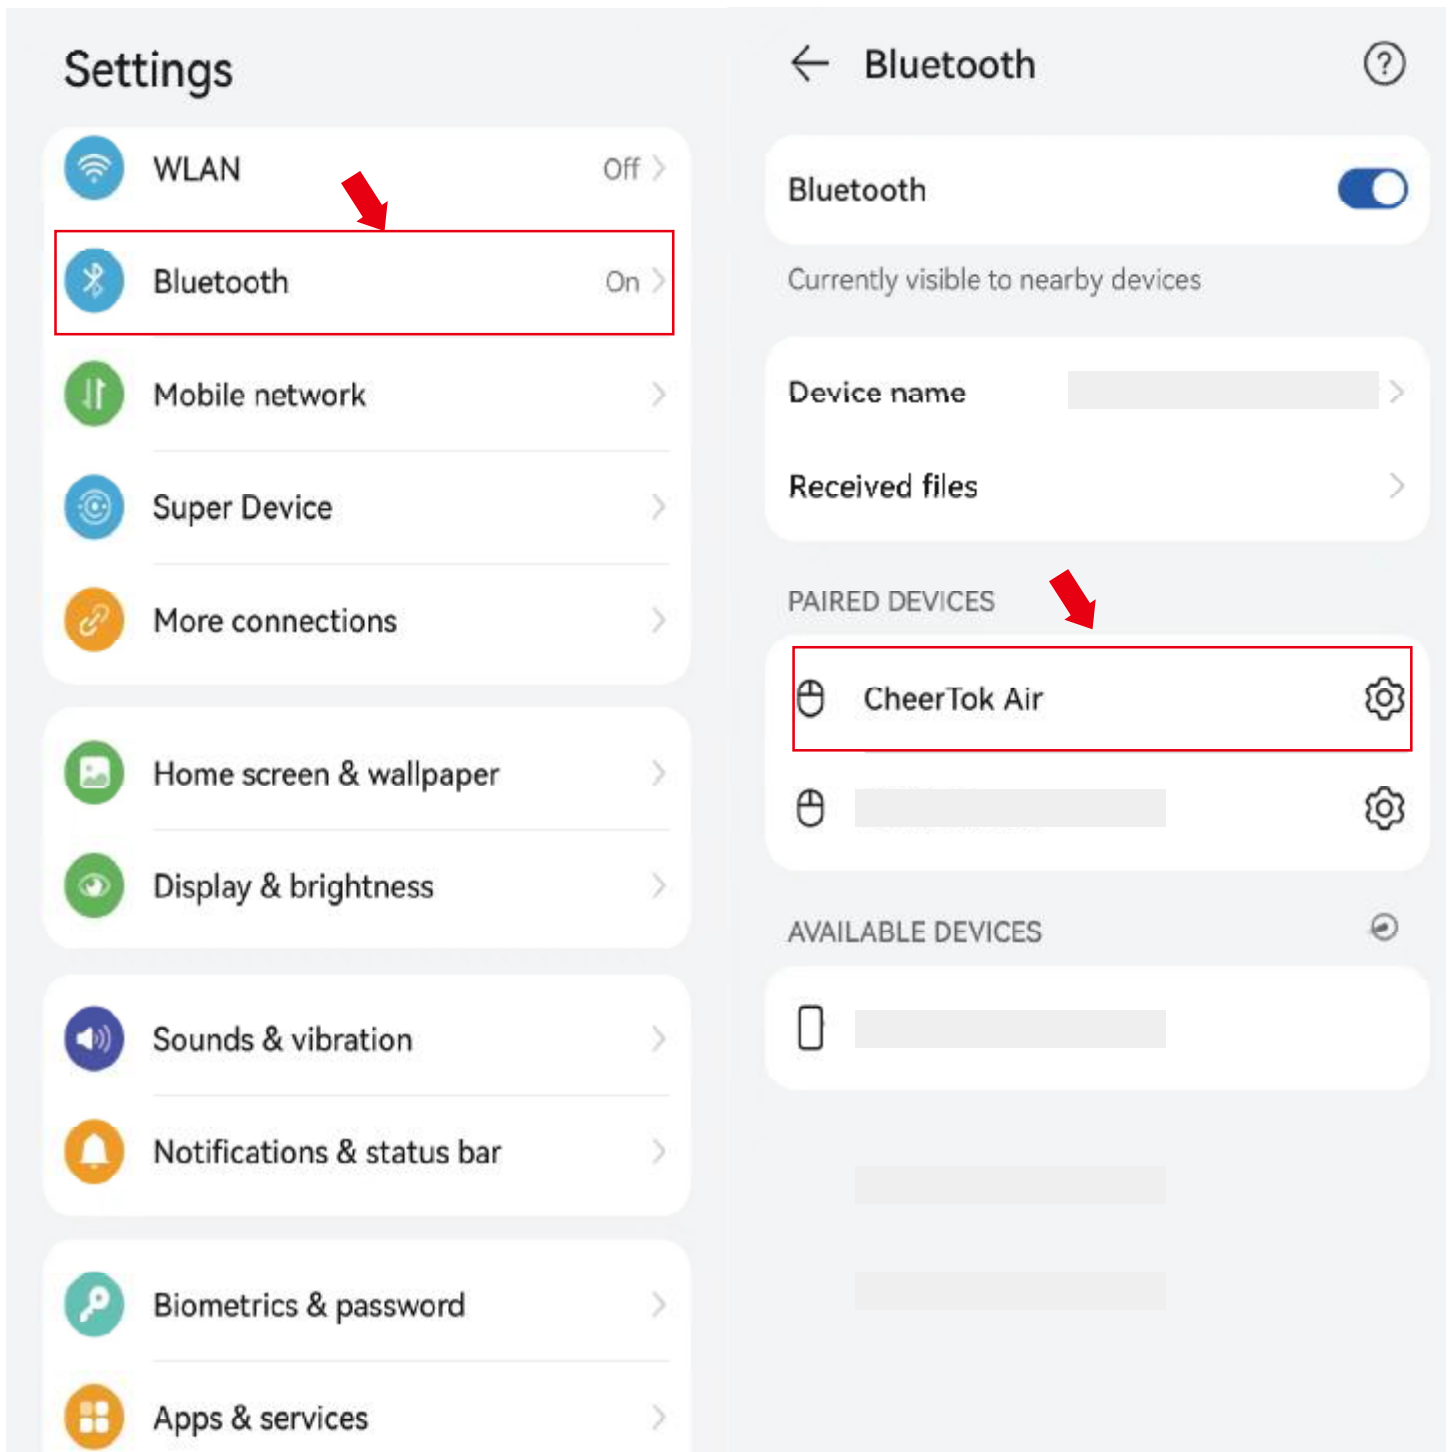 Settings
WLAN
Off
Bluetooth
On
Mobile network
Super Device
More connections
Home screen & wallpaper
Display & brightness
Sounds & vibration
Notifications & status bar
Biometrics & password
Apps & services
Bluetooth
?
Bluetooth
Currently visible to nearby devices
Device name
Received files
PAIRED DEVICES
CheerTok Air
AVAILABLE DEVICES